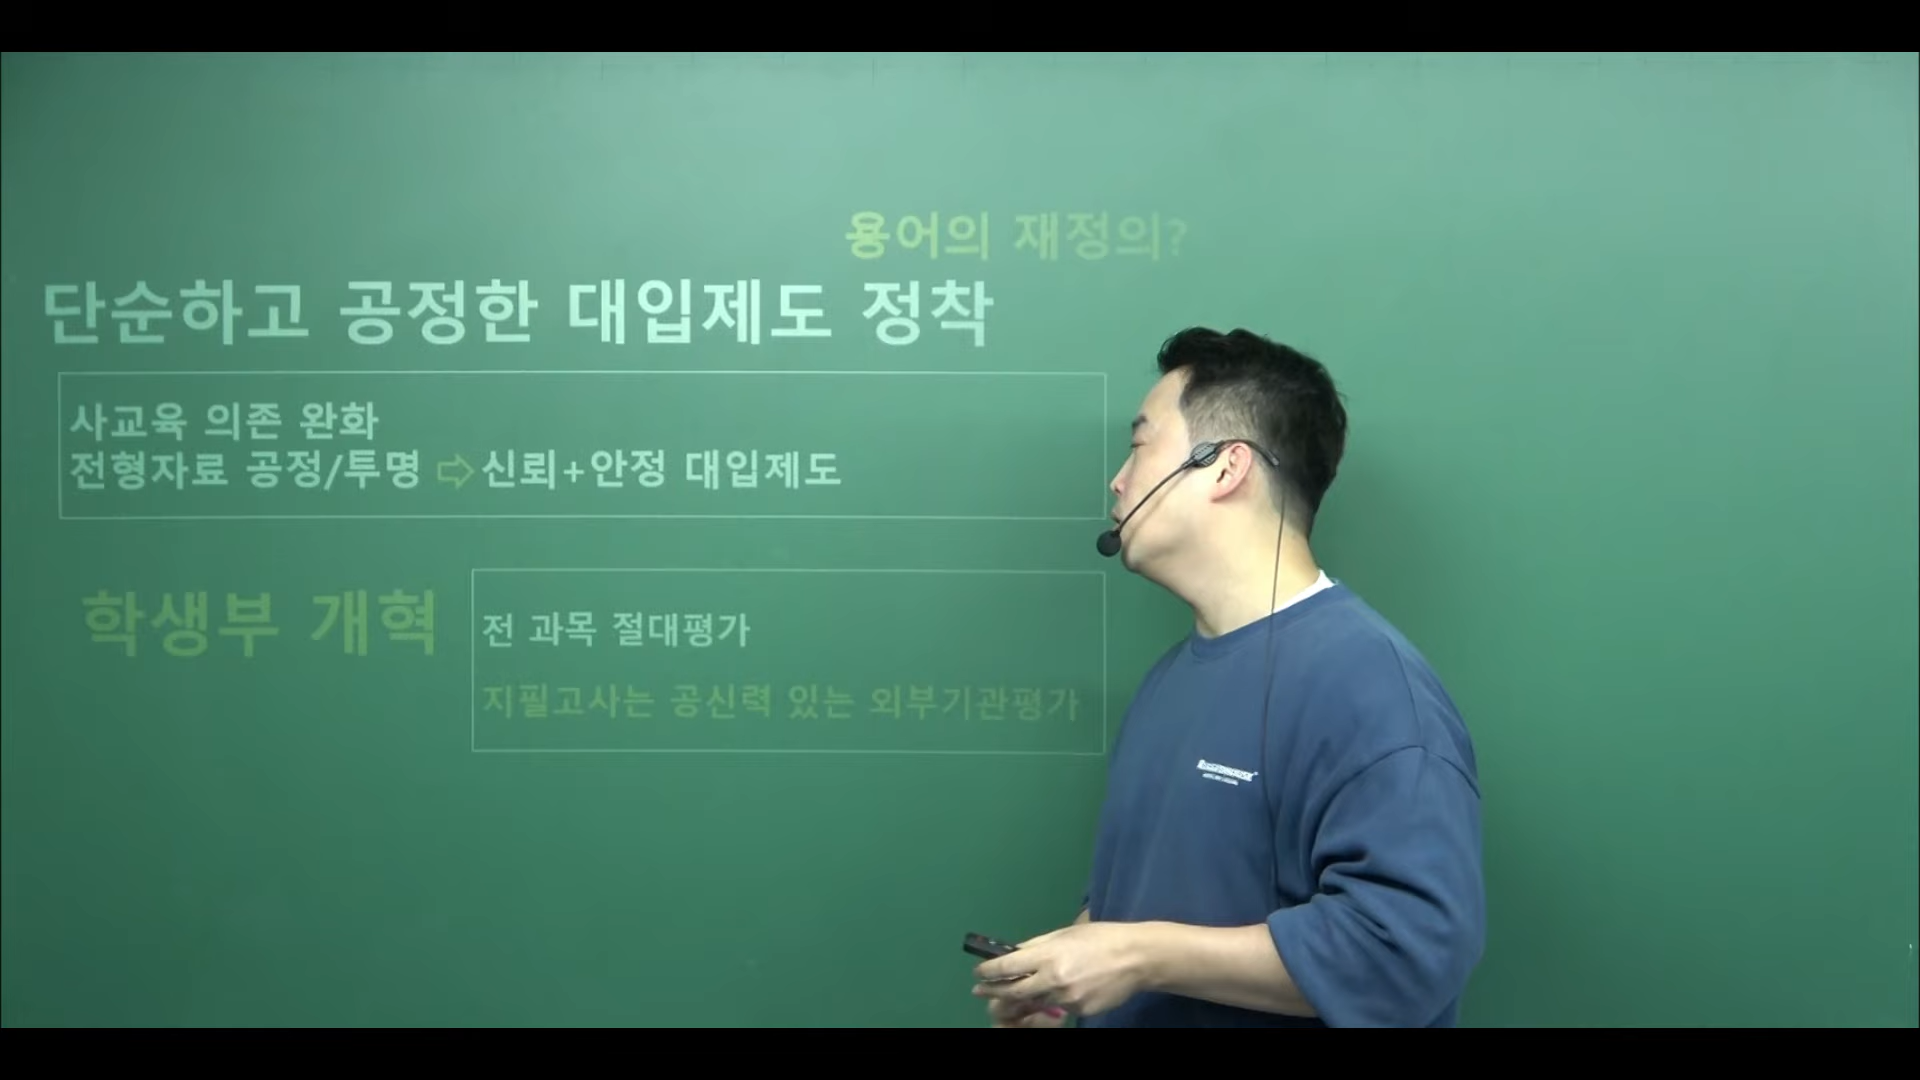 용어의 재정의?
단순하고 공정한 대입제도 정착
사교육 의존 완화
전형자료 공정/투명 ⇨ 신뢰+안정 대입제도
학생부 개혁
전 과목 절대평가
지필고사는 공신력 있는 외부기관평가